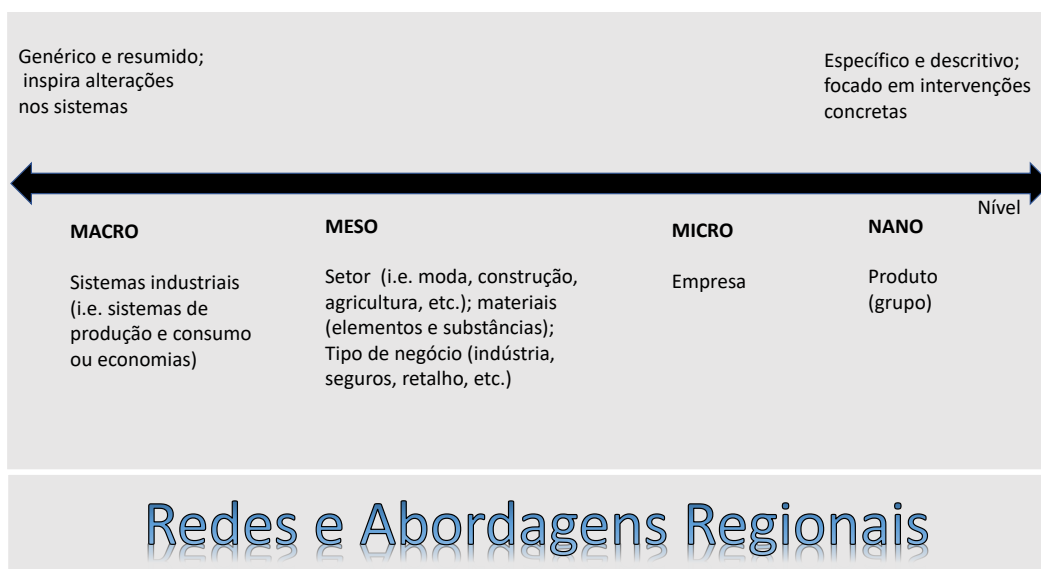 Genérico e resumido;
inspira alterações
nos sistemas
Específico e descritivo;
focado em intervenções
concretas
Nível
MACRO
Sistemas industriais
(i.e. sistemas de
produção e consumo
ou economias)
MESO
Setor (i.e. moda, construção,
agricultura, etc.); materiais
(elementos e substâncias);
Tipo de negócio (indústria,
seguros, retalho, etc.)
MICRO
Empresa
NANO
Produto
(grupo)
Redes e Abordagens Regionais